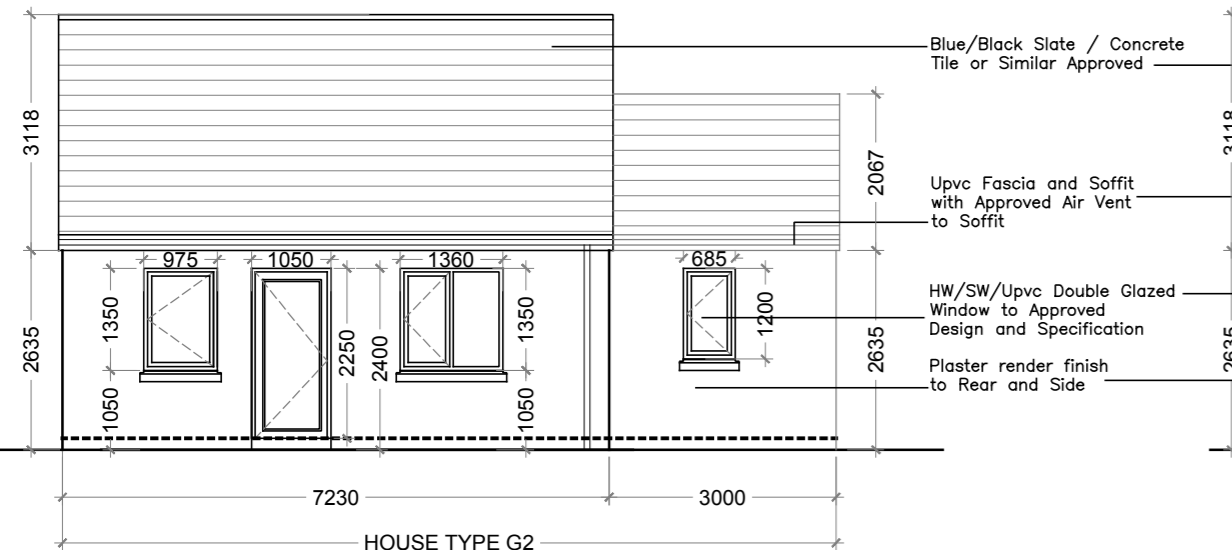 Blue/Black Slate / Concrete
Tile or Similar Approved
3118
3118
2067
Upvc Fascia and Soffit
with Approved Air Vent
to Soffit
975
1050
1360
685
HW/SW/Upvc Double Glazed
Window to Approved
Design and Specification
1350
1350
1200
2635
2250
2400
2635
2635
Plaster render finish
to Rear and Side
1050
1050
7230
3000
HOUSE TYPE G2